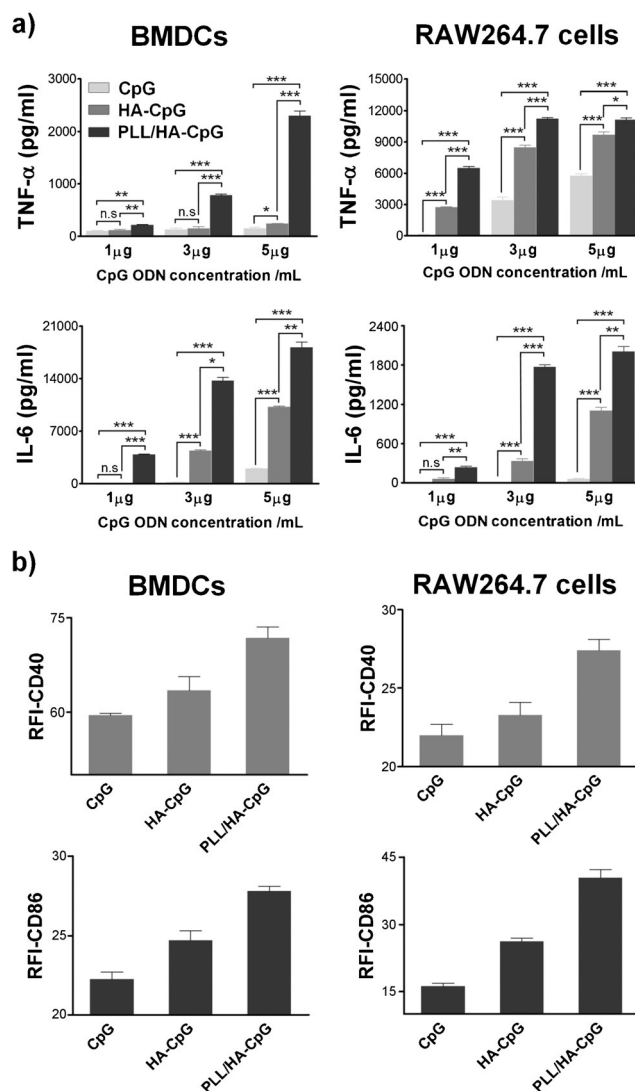 a)
BMDCs
RAW264.7 cells
TNF-α (pg/ml)
3000
2000
1000
0
CpG
HA-CpG
PLL/HA-CpG
n.s ** **
n.s *** ***
* *** ***
1μg 3μg 5μg
CpG ODN concentration /mL
TNF-α (pg/ml)
15000
12000
9000
6000
3000
0
*** *** ***
*** *** ***
*** * ***
1μg 3μg 5μg
CpG ODN concentration /mL
IL-6 (pg/ml)
21000
14000
7000
0
n.s *** ***
*** * ***
*** ** ***
1μg 3μg 5μg
CpG ODN concentration /mL
IL-6 (pg/ml)
2400
1800
1200
600
0
n.s ** ***
*** *** ***
*** ** ***
1μg 3μg 5μg
CpG ODN concentration /mL
b)
BMDCs
RAW264.7 cells
RFI-CD40
75
60
CpG HA-CpG PLL/HA-CpG
RFI-CD40
30
27
23
20
CpG HA-CpG PLL/HA-CpG
RFI-CD86
30
25
20
CpG HA-CpG PLL/HA-CpG
RFI-CD86
45
30
15
CpG HA-CpG PLL/HA-CpG